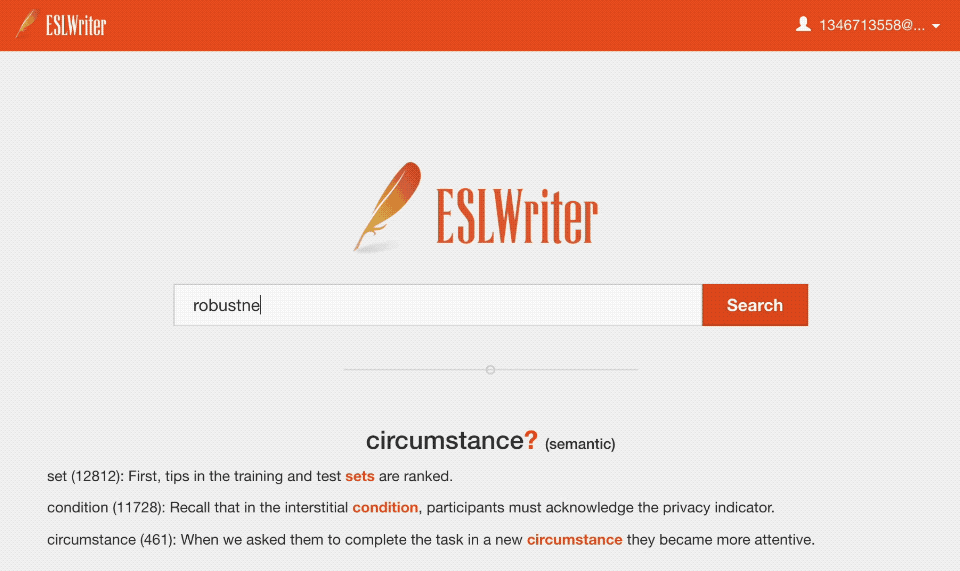 ESLWriter
1346713558@...
ESLWriter
robustne
Search
circumstance? (semantic)
set (12812): First, tips in the training and test sets are ranked.
condition (11728): Recall that in the interstitial condition, participants must acknowledge the privacy indicator.
circumstance (461): When we asked them to complete the task in a new circumstance they became more attentive.